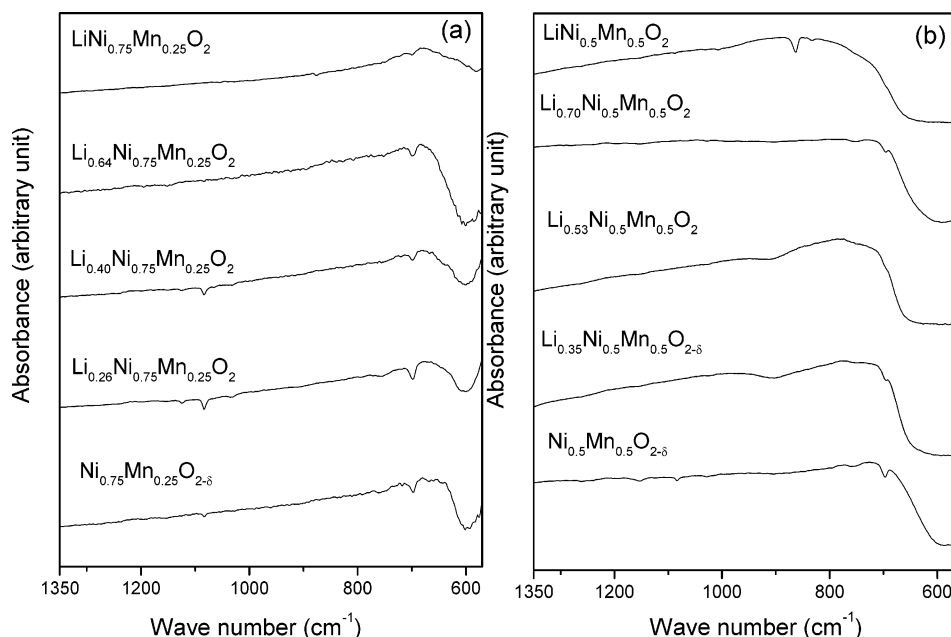 (a)
LiNi0.75Mn0.25O2
Li0.64Ni0.75Mn0.25O2
Li0.40Ni0.75Mn0.25O2
Li0.26Ni0.75Mn0.25O2
Ni0.75Mn0.25O2-δ
Absorbance (arbitrary unit)
1350 1200 1000 800 600
Wave number (cm-1)
(b)
LiNi0.5Mn0.5O2
Li0.70Ni0.5Mn0.5O2
Li0.53Ni0.5Mn0.5O2
Li0.35Ni0.5Mn0.5O2-δ
Ni0.5Mn0.5O2-δ
Absorbance (arbitrary unit)
1350 1200 1000 800 600
Wave number (cm-1)